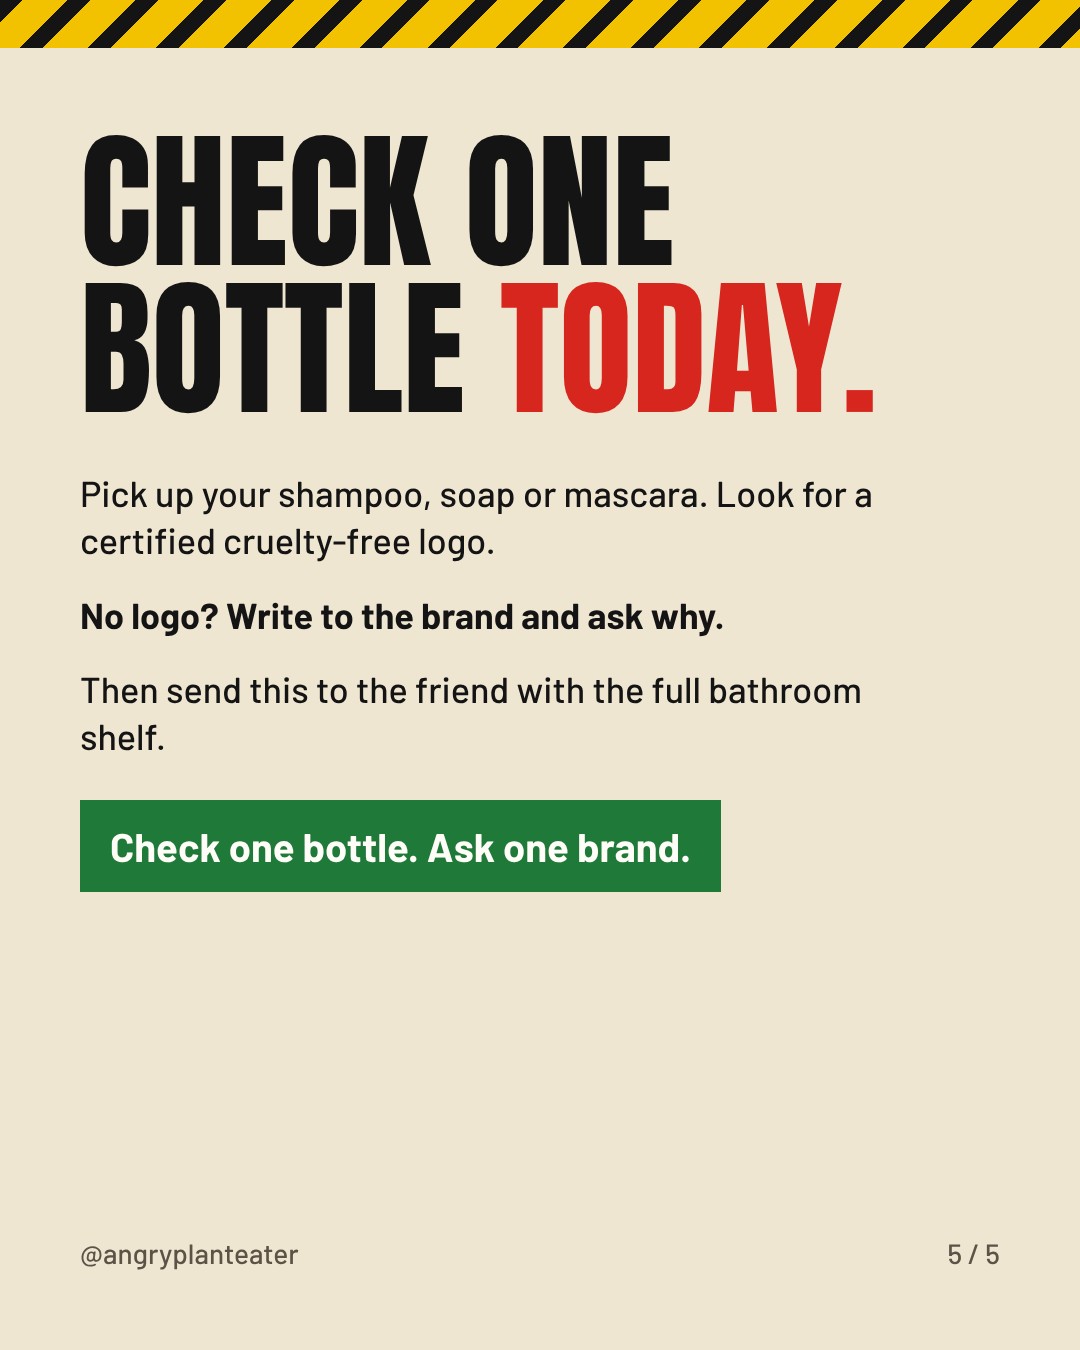 CHECK ONE
BOTTLE TODAY.
Pick up your shampoo, soap or mascara. Look for a
certified cruelty-free logo.
No logo? Write to the brand and ask why.
Then send this to the friend with the full bathroom
shelf.
Check one bottle. Ask one brand.
@angryplanteater
5 / 5